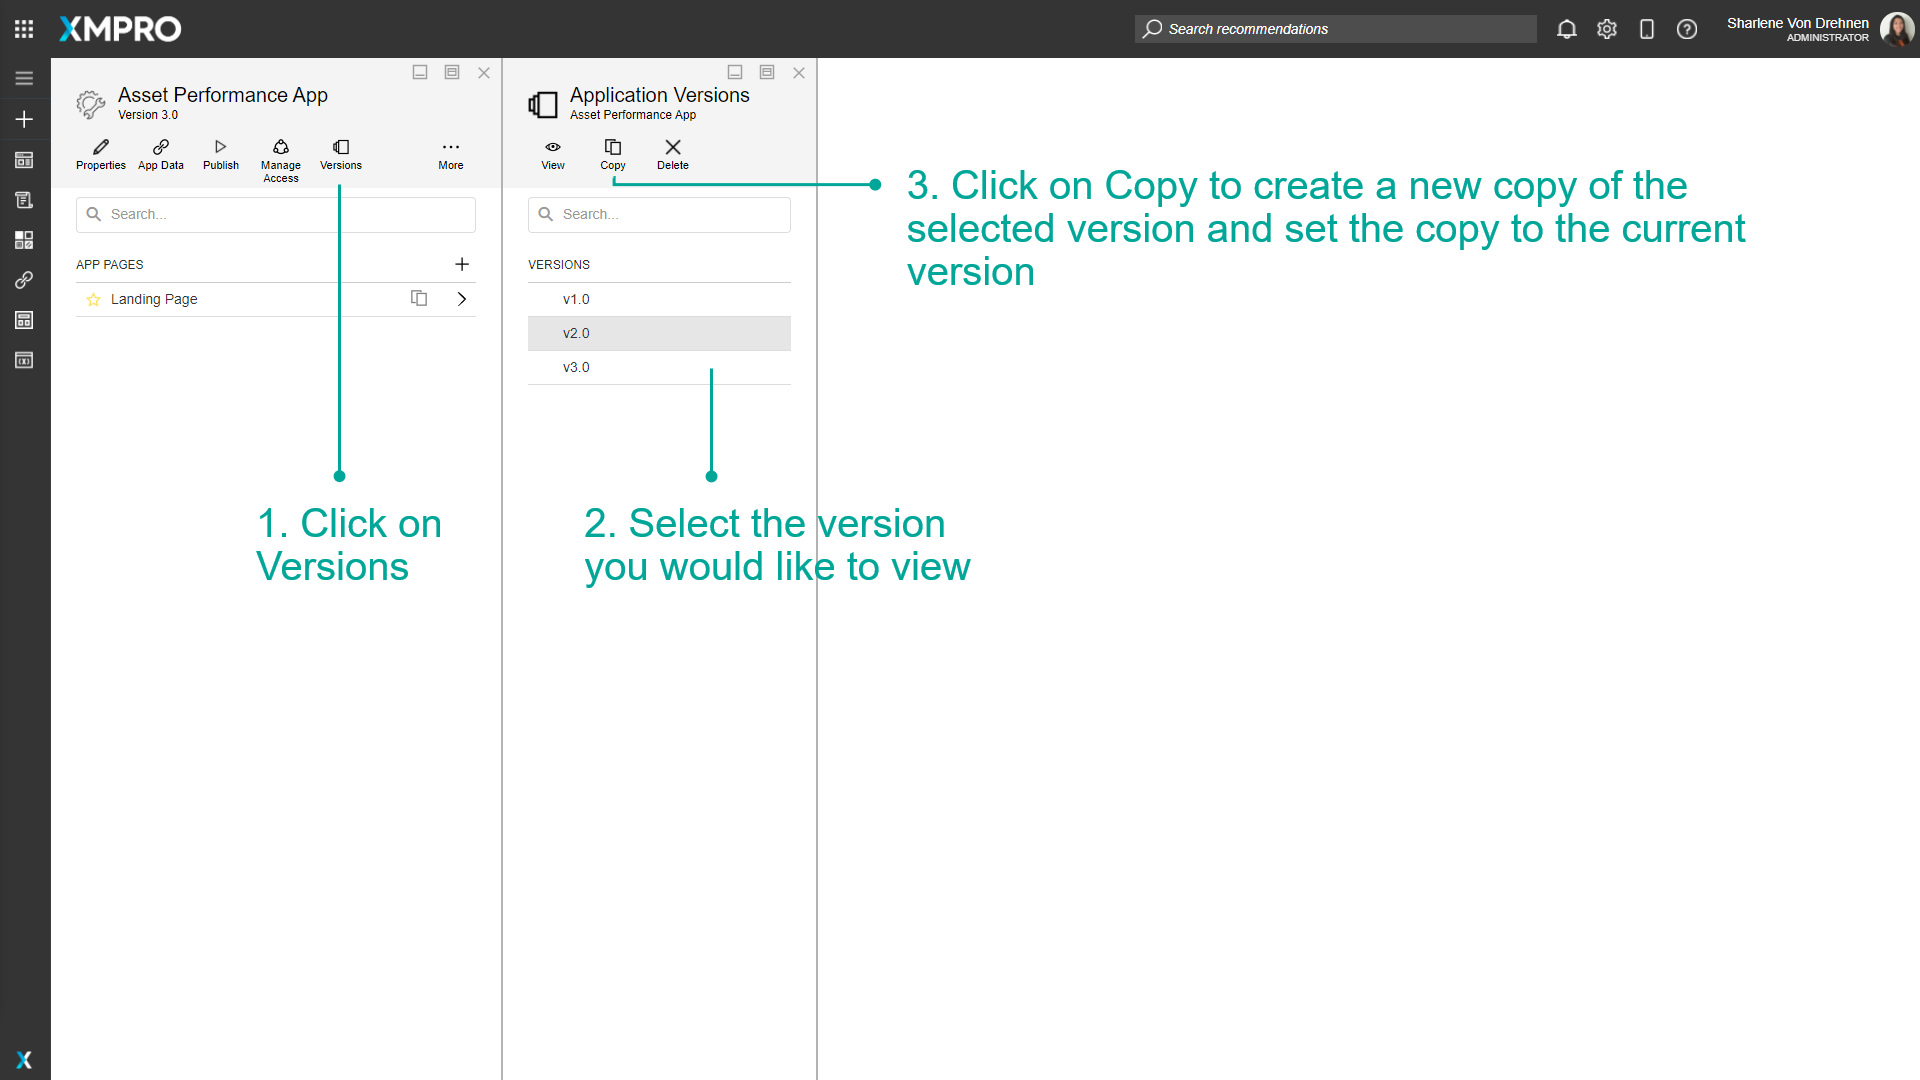 XMPRO
Search recommendations
Sharlene Von Drehnen
ADMINISTRATOR
Asset Performance App
Version 3.0
Properties
App Data
Publish
Manage
Access
Versions
More
Search...
APP PAGES
Landing Page
Application Versions
Asset Performance App
View
Copy
Delete
Search...
VERSIONS
v1.0
v2.0
v3.0
1. Click on
Versions
2. Select the version
you would like to view
3. Click on Copy to create a new copy of the
selected version and set the copy to the current
version